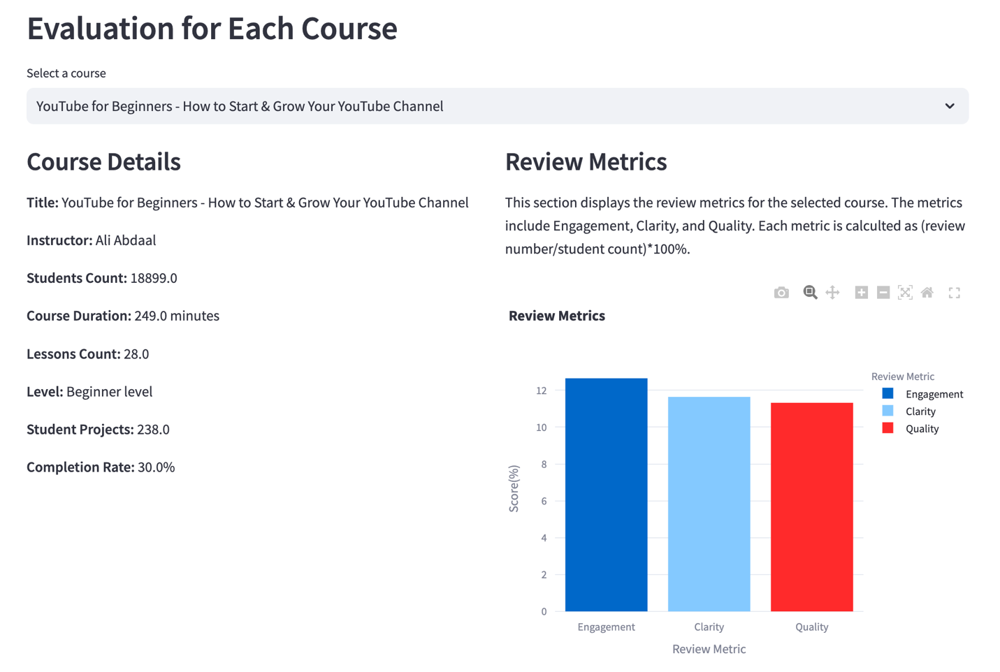 Evaluation for Each Course
Select a course
YouTube for Beginners - How to Start & Grow Your YouTube Channel
Course Details
Title: YouTube for Beginners - How to Start & Grow Your YouTube Channel
Instructor: Ali Abdaal
Students Count: 18899.0
Course Duration: 249.0 minutes
Lessons Count: 28.0
Level: Beginner level
Student Projects: 238.0
Completion Rate: 30.0%
Review Metrics
This section displays the review metrics for the selected course. The metrics
include Engagement, Clarity, and Quality. Each metric is calculted as (review
number/student count)*100%.
Review Metrics
Review Metric
Engagement
Clarity
Quality
12
10
8
6
4
2
0
Score(%)
Engagement
Clarity
Quality
Review Metric